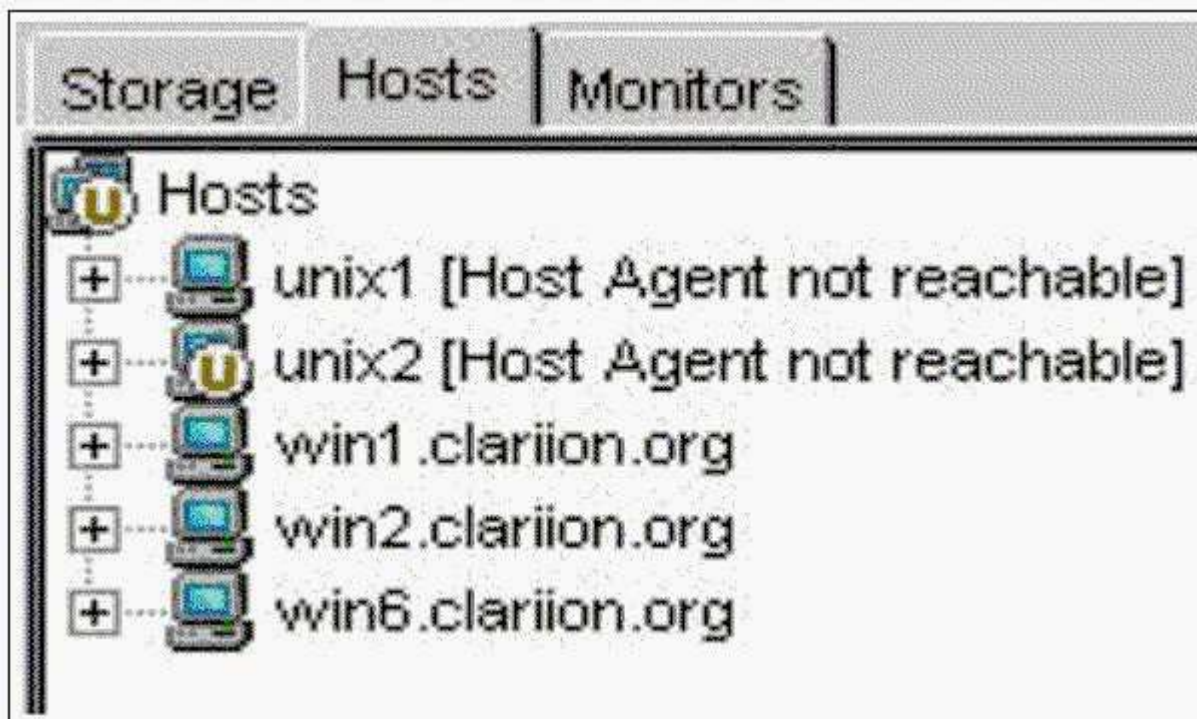 Storage Hosts Monitors
U Hosts
unix1 [Host Agent not reachable]
U unix2 [Host Agent not reachable]
win1.clariion.org
win2.clariion.org
win6.clariion.org